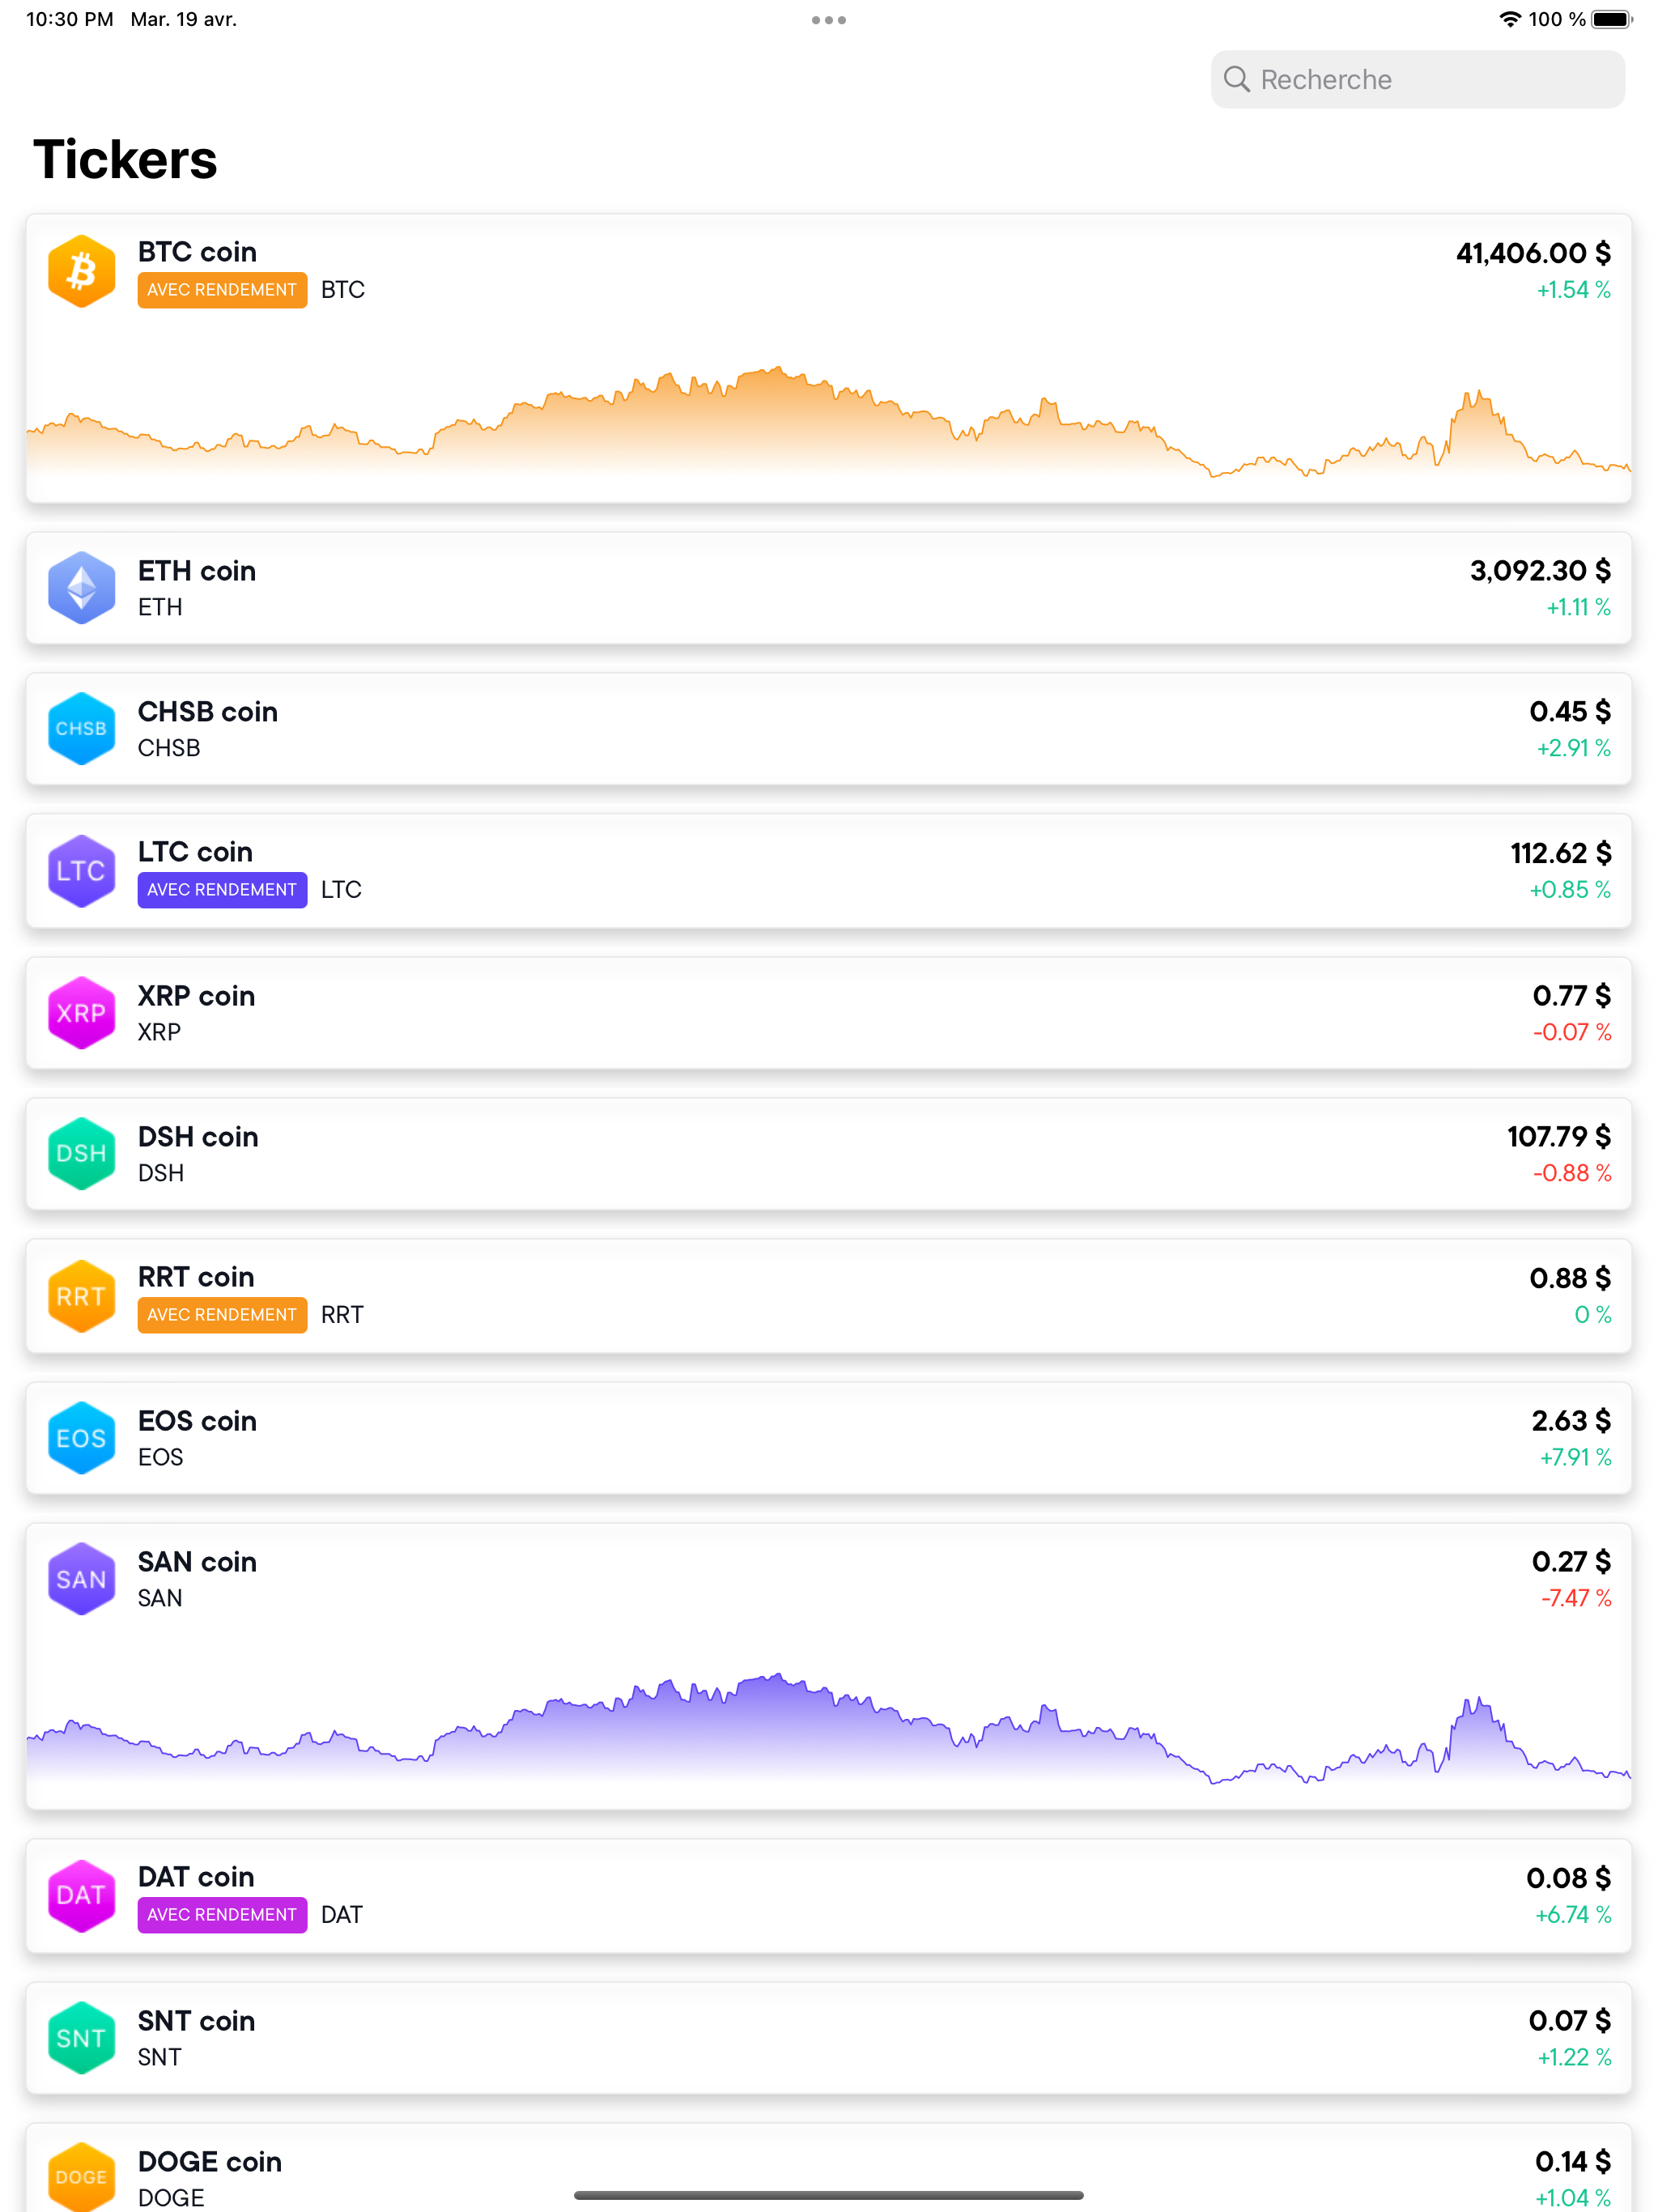 10:30 PM Mar. 19 avr. 100 %
Recherche
Tickers
BTC coin 41,406.00 $
AVEC RENDEMENT BTC +1.54 %
ETH coin 3,092.30 $
ETH +1.11 %
CHSB CHSB coin 0.45 $
CHSB +2.91 %
LTC LTC coin 112.62 $
AVEC RENDEMENT LTC +0.85 %
XRP XRP coin 0.77 $
XRP -0.07 %
DSH DSH coin 107.79 $
DSH -0.88 %
RRT RRT coin 0.88 $
AVEC RENDEMENT RRT 0 %
EOS EOS coin 2.63 $
EOS +7.91 %
SAN SAN coin 0.27 $
SAN -7.47 %
DAT DAT coin 0.08 $
AVEC RENDEMENT DAT +6.74 %
SNT SNT coin 0.07 $
SNT +1.22 %
DOGE DOGE coin 0.14 $
DOGE +1.04 %